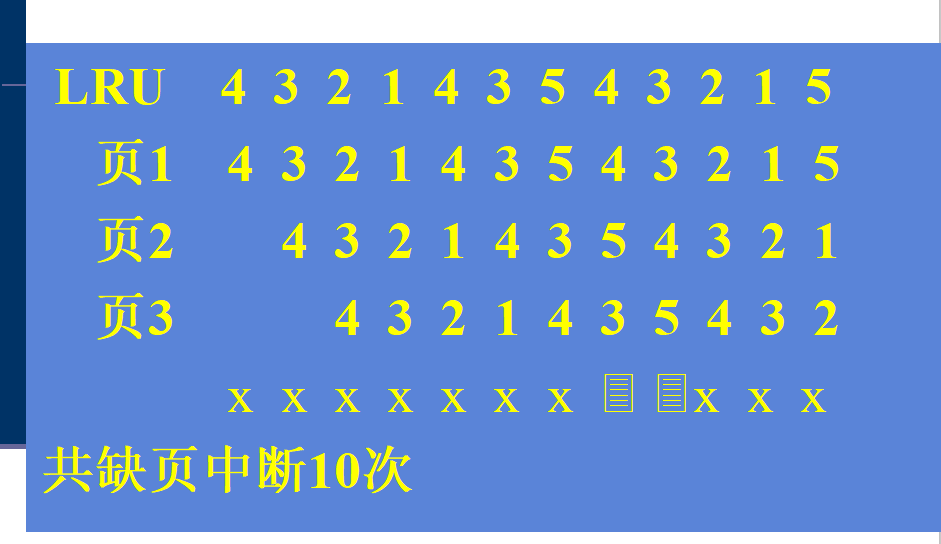 LRU 4 3 2 1 4 3 5 4 3 2 1 5
页1 4 3 2 1 4 3 5 4 3 2 1 5
页2 4 3 2 1 4 3 5 4 3 2 1
页3 4 3 2 1 4 3 5 4 3 2
x x x x x x x x x x
共缺页中断10次